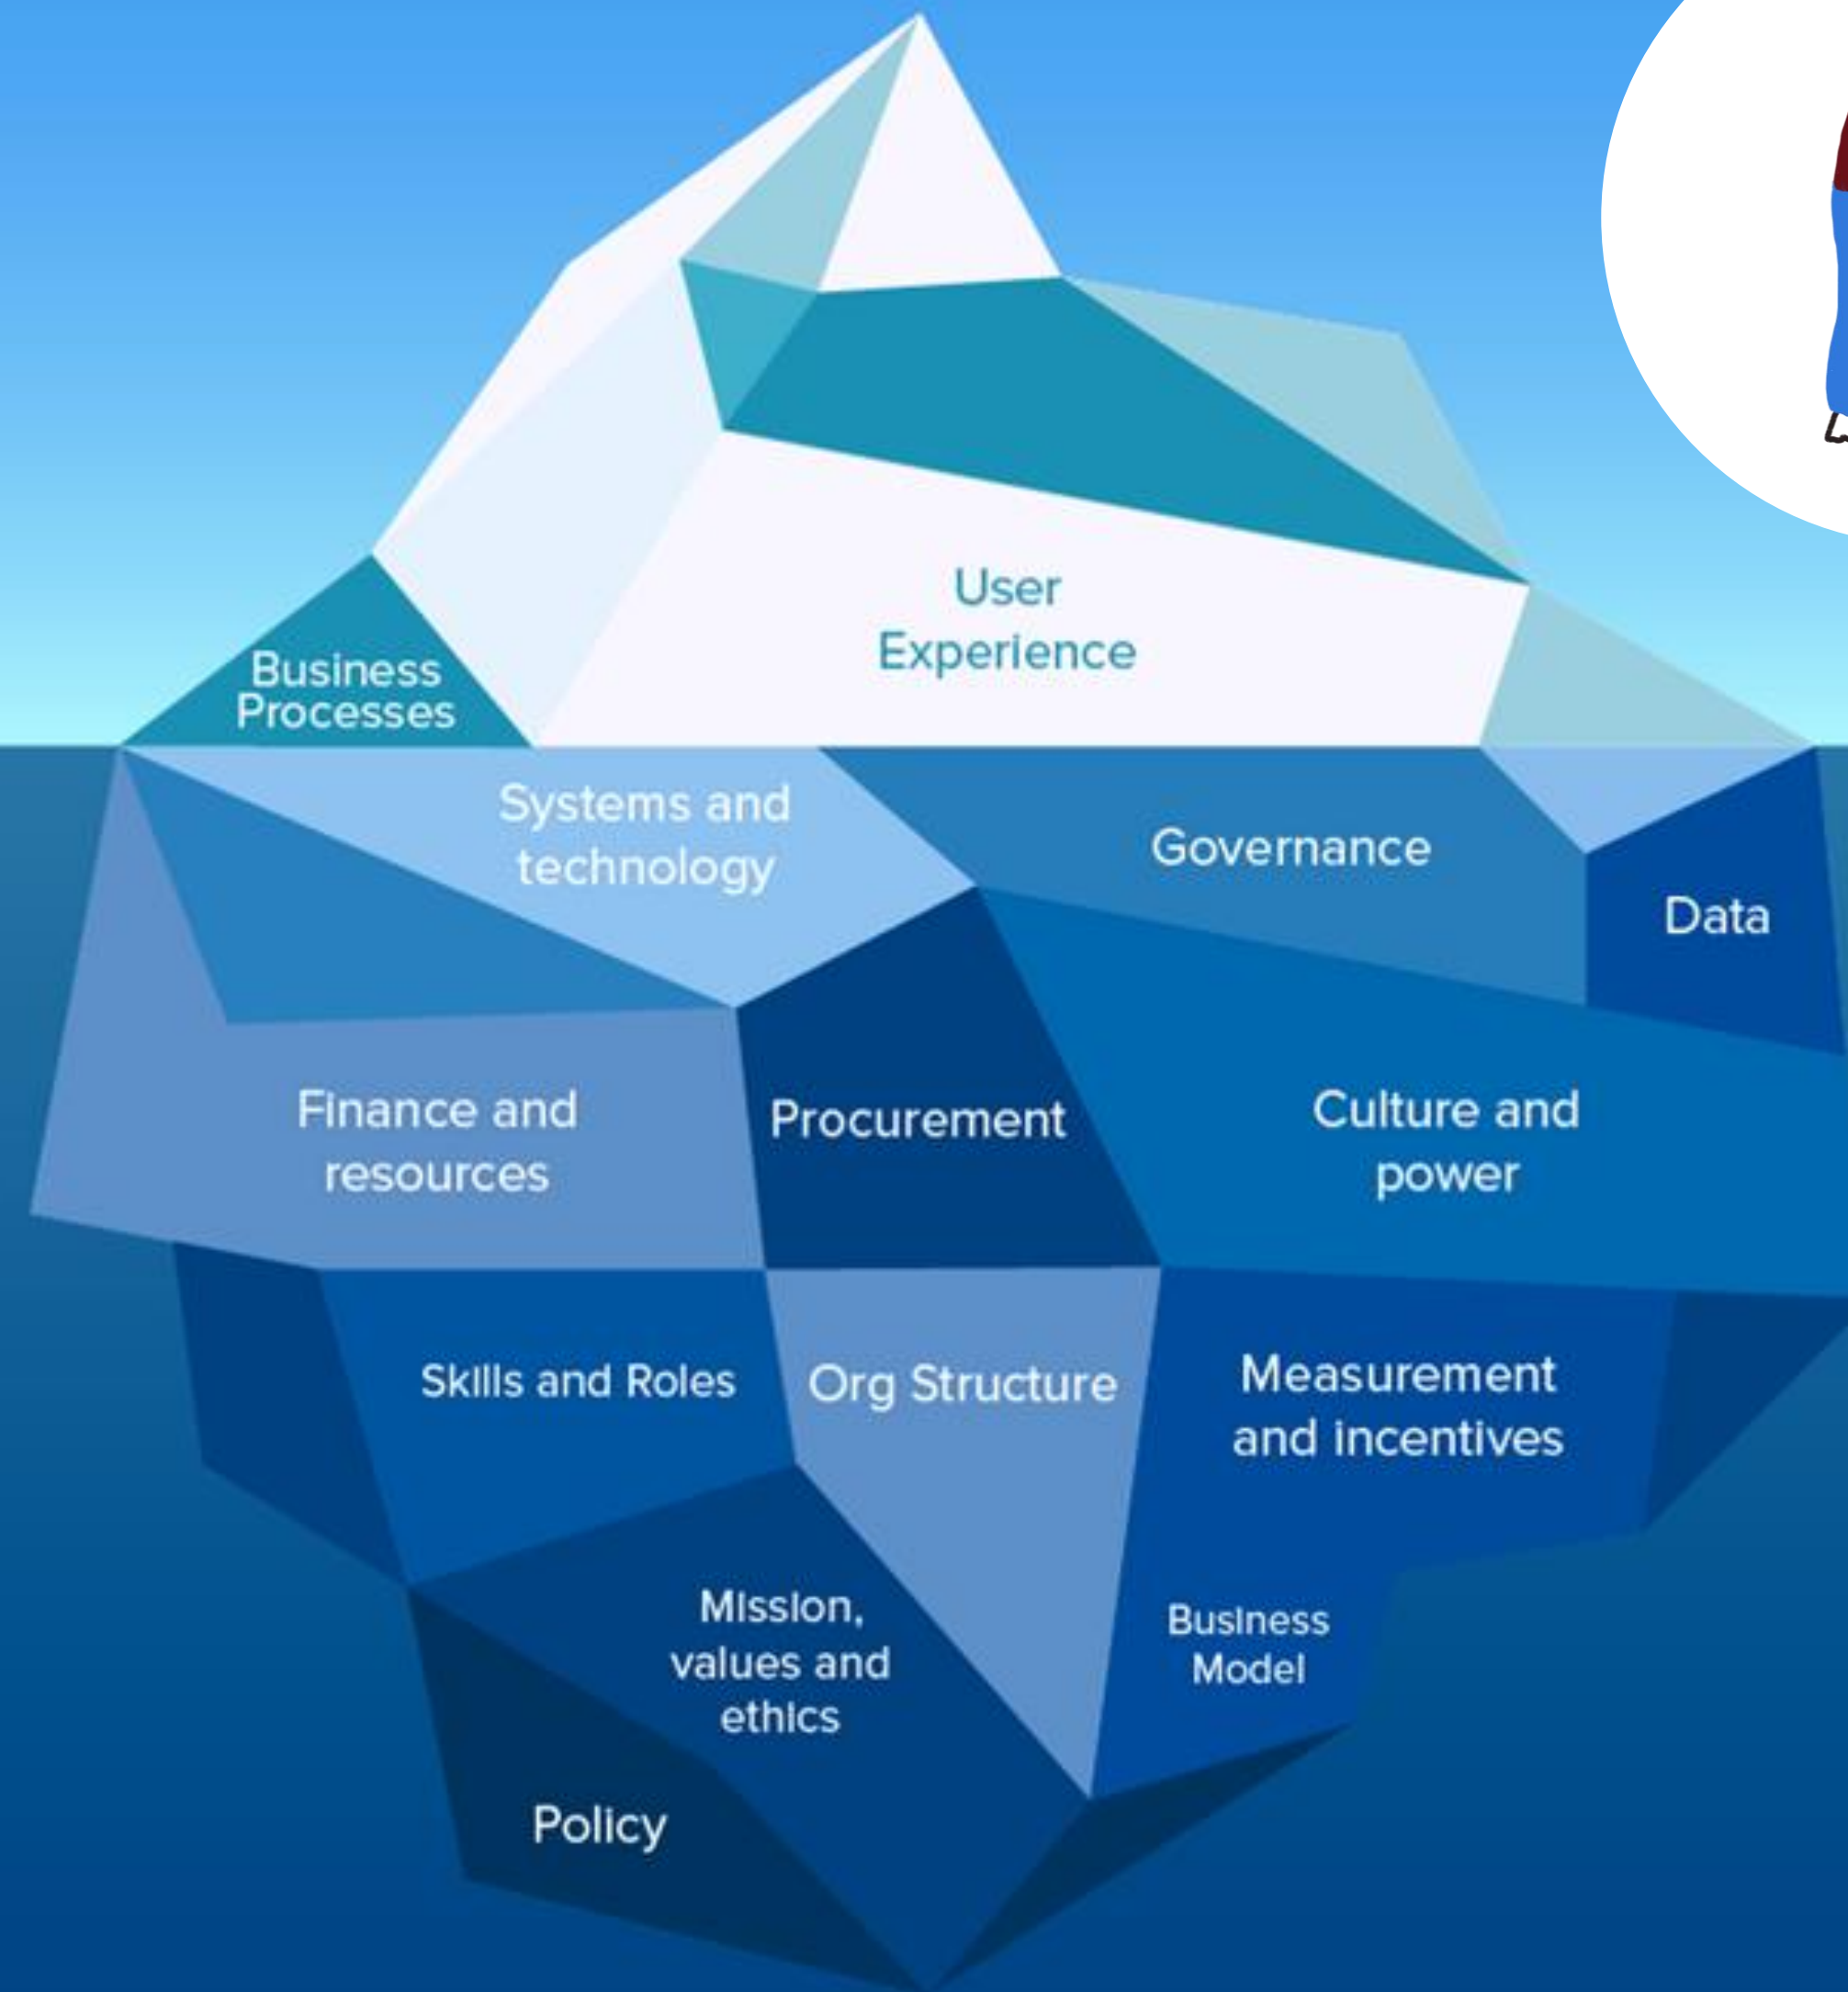 User
Experience
Business
Processes
Systems and
technology
Governance
Data
Finance and
resources
Procurement
Culture and
power
Skills and Roles
Org Structure
Measurement
and incentives
Mission,
values and
ethics
Business
Model
Policy